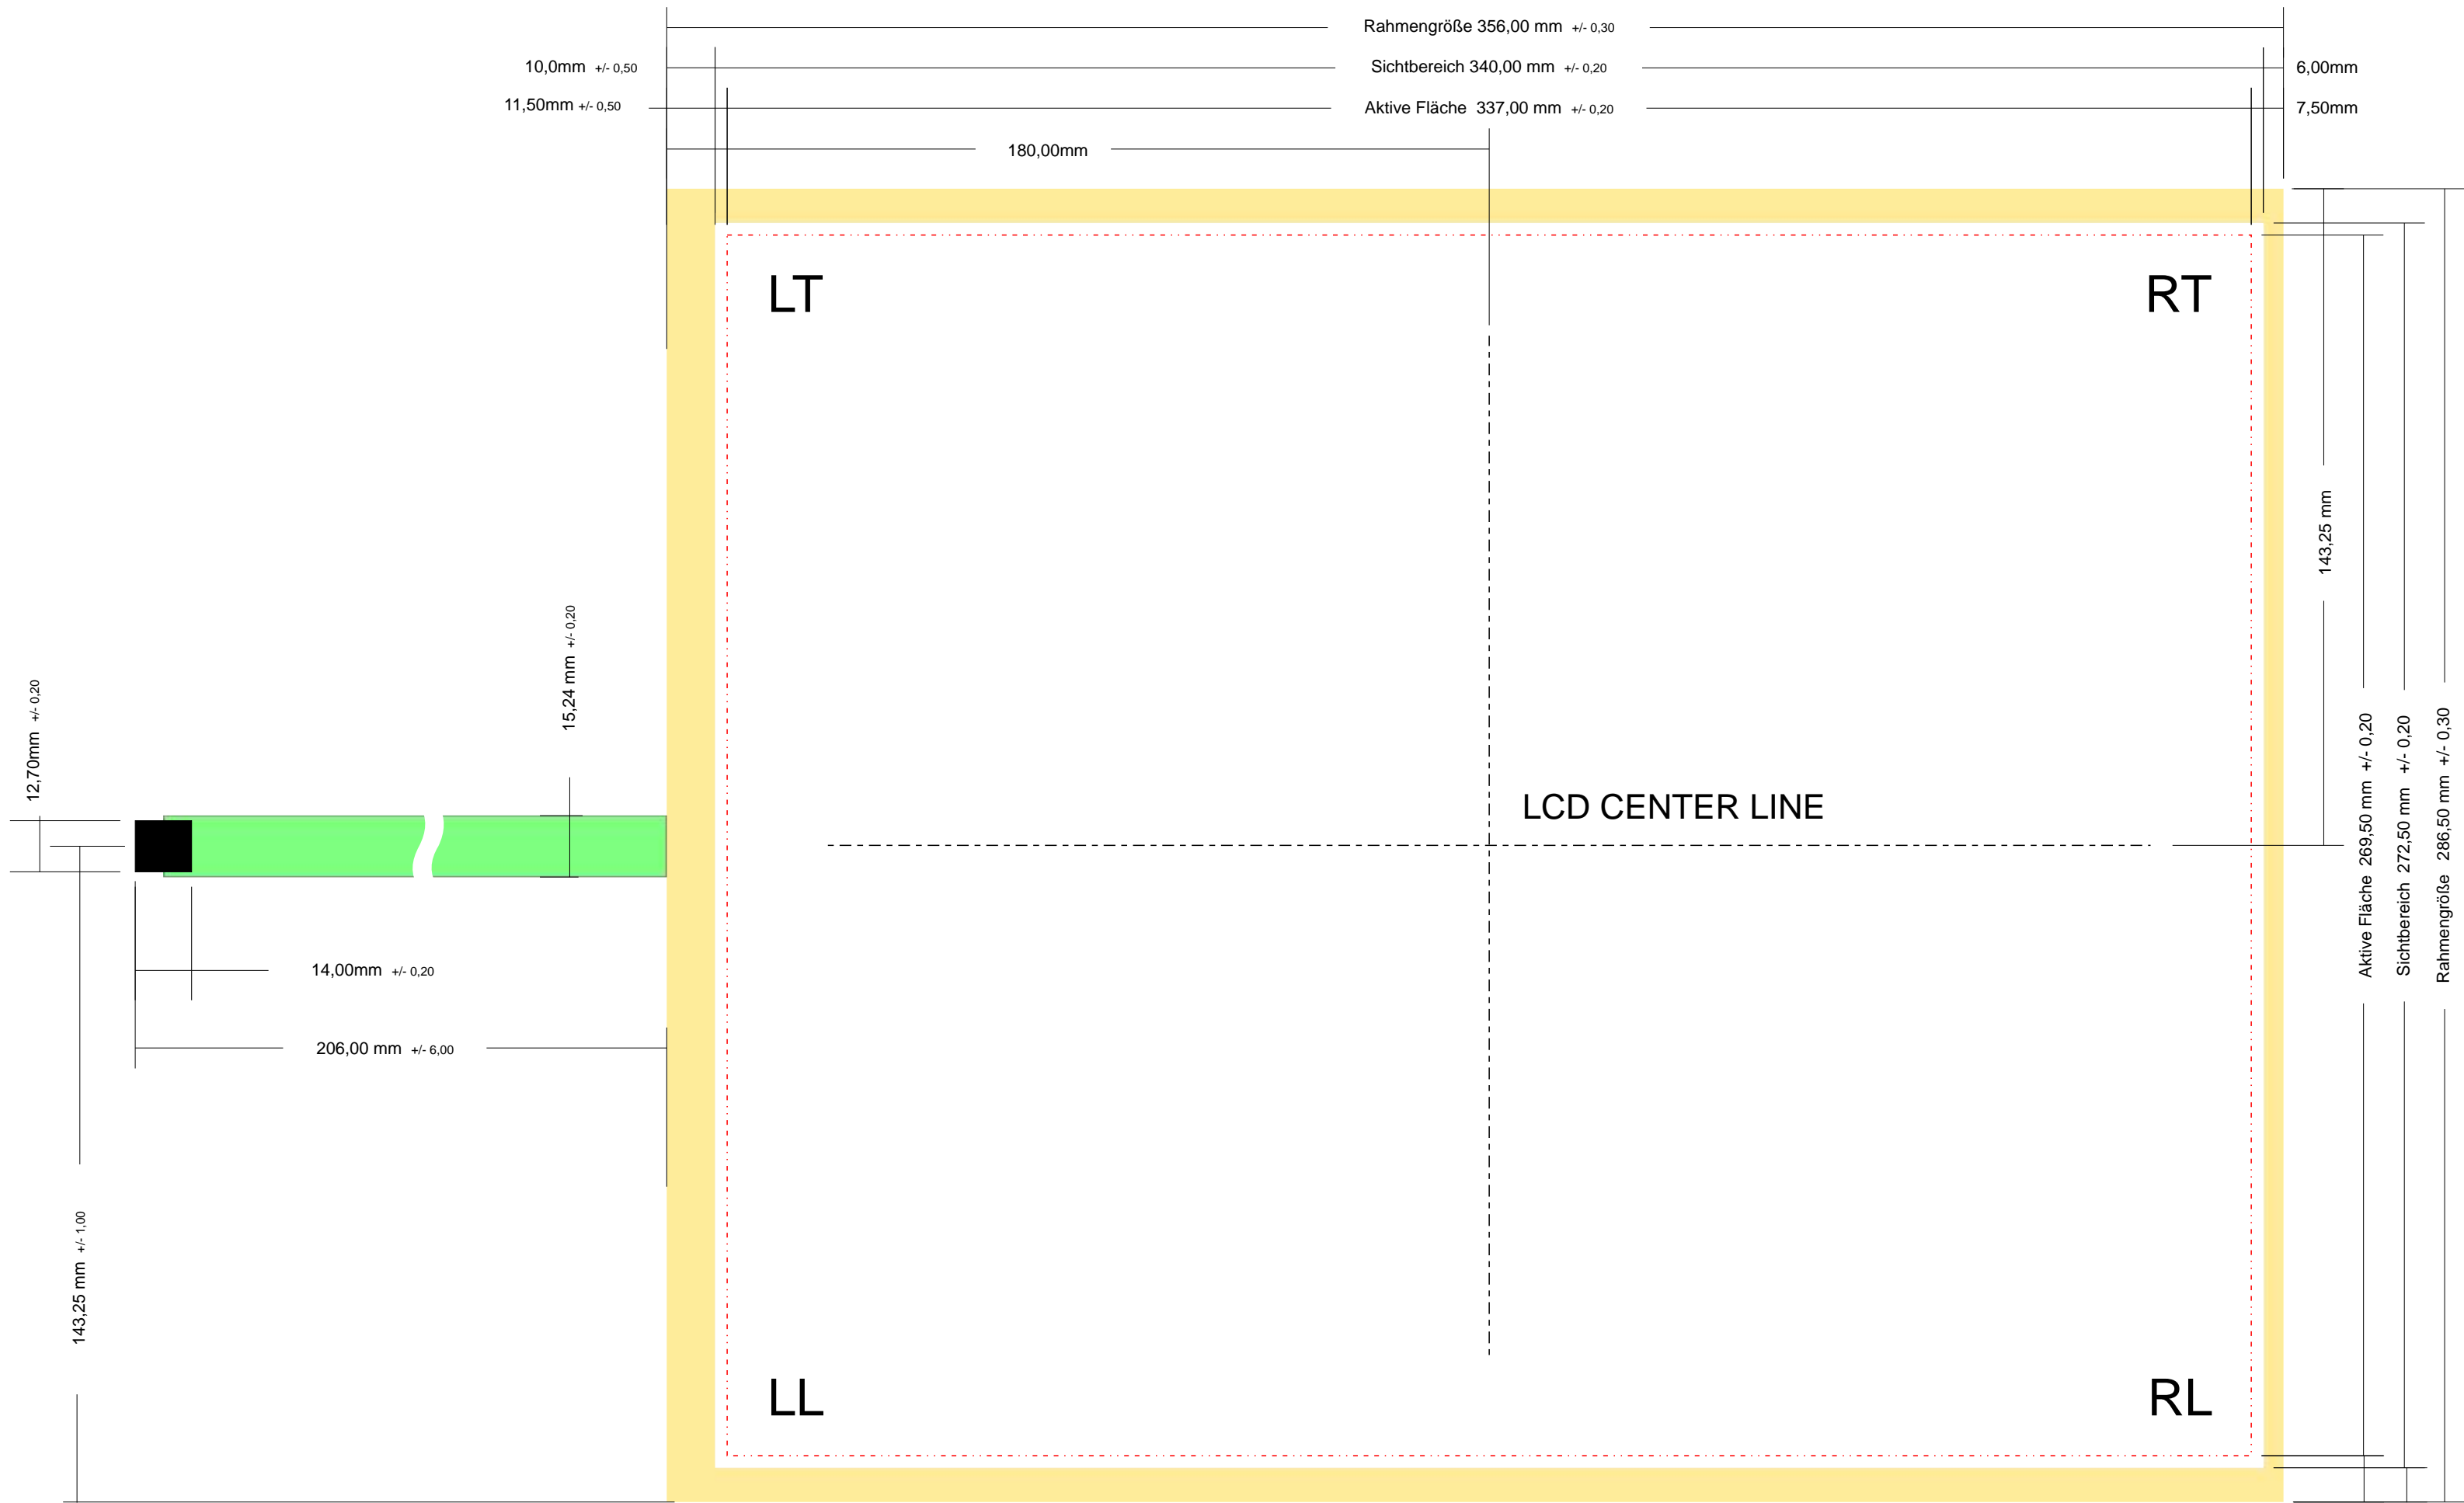 Rahmengröße 356,00 mm +/- 0,30
10,0mm +/- 0,50
Sichtbereich 340,00 mm +/- 0,20
6,00mm
11,50mm +/- 0,50
Aktive Fläche 337,00 mm +/- 0,20
7,50mm
180,00mm
LT
RT
143,25 mm
15,24 mm +/- 0,20
12,70mm +/- 0,20
LCD CENTER LINE
Aktive Fläche 269,50 mm +/- 0,20
Sichtbereich 272,50 mm +/- 0,20
Rahmengröße 286,50 mm +/- 0,30
14,00mm +/- 0,20
206,00 mm +/- 6,00
143,25 mm +/- 1,00
LL
RL